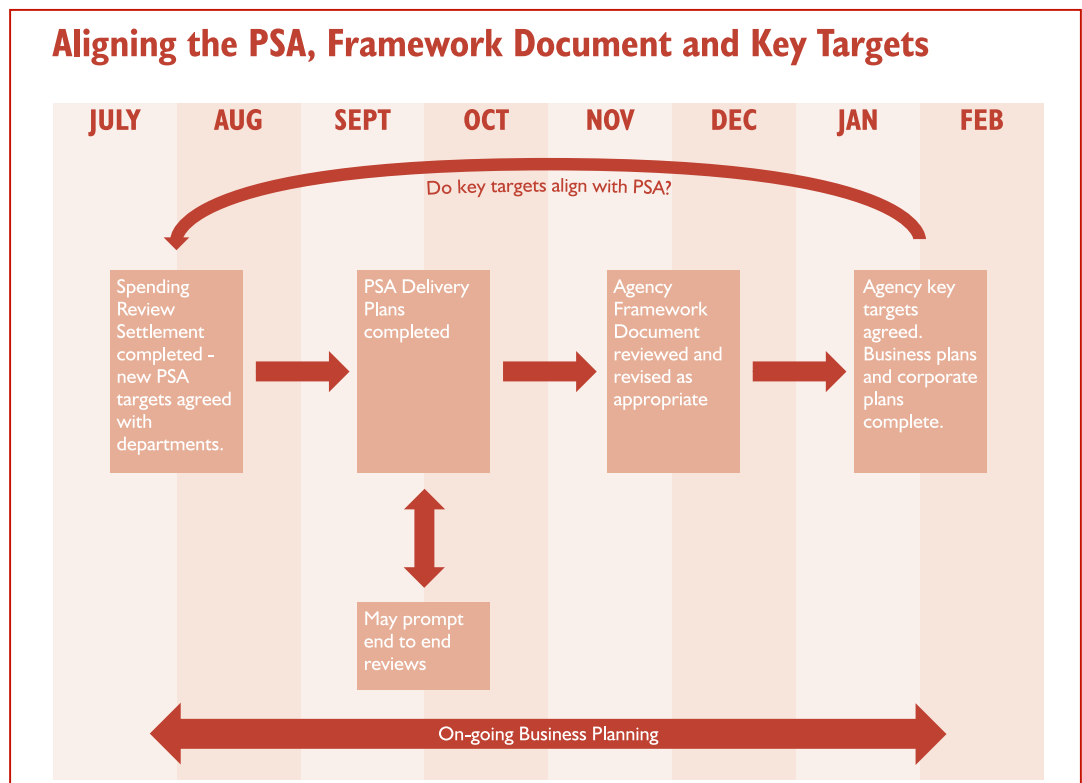 Aligning the PSA, Framework Document and Key Targets
JULY
AUG
SEPT
OCT
NOV
DEC
JAN
FEB
Do key targets align with PSA?
Spending
Review
Settlement
completed -
new PSA
targets agreed
with
departments.
PSA Delivery
Plans
completed
Agency
Framework
Document
reviewed and
revised as
appropriate
Agency key
targets
agreed.
Business plans
and corporate
plans
complete.
May prompt
end to end
reviews
On-going Business Planning